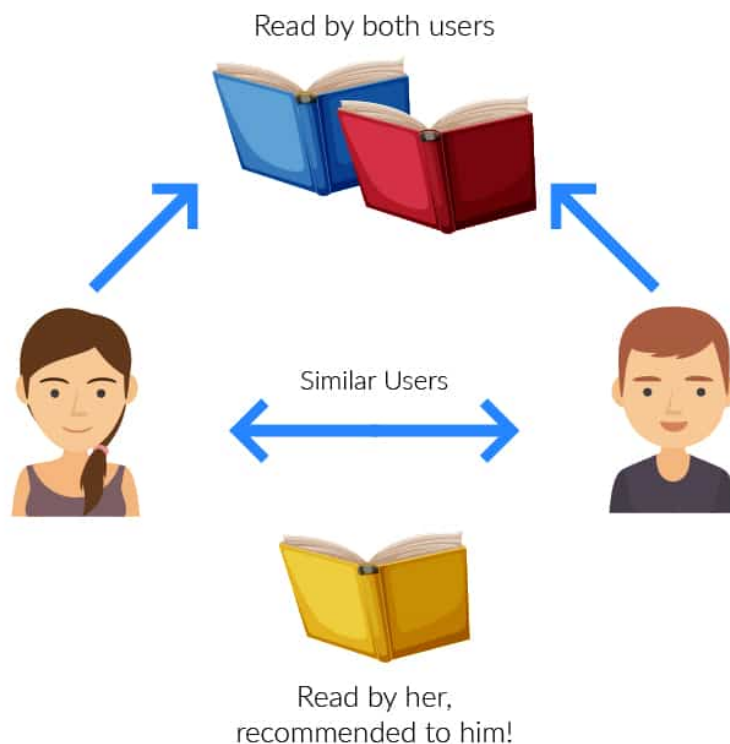 Read by both users
Similar Users
Read by her,
recommended to him!